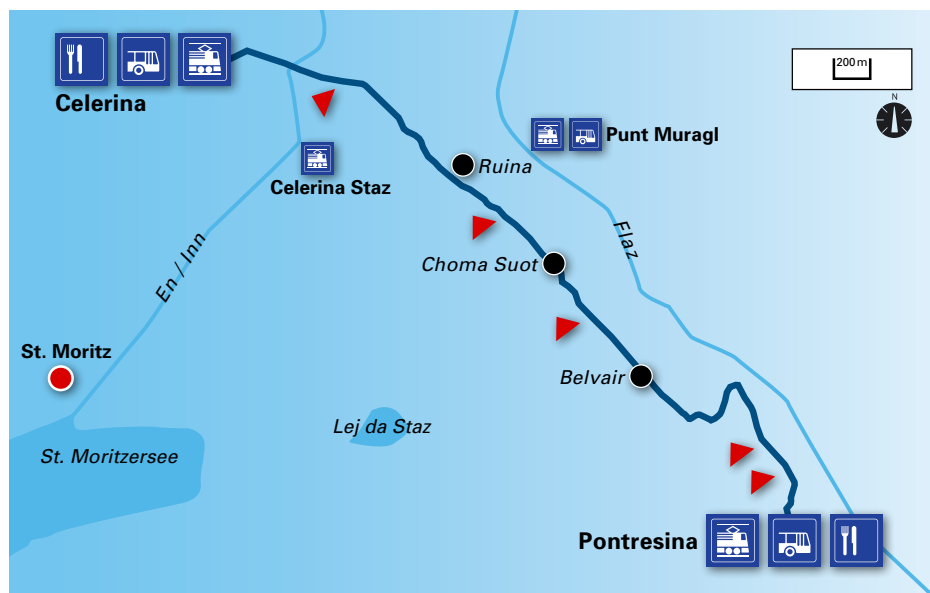 200 m
N
Celerina
Punt Muragl
Celerina Staz
Ruina
Flaz
En / Inn
Choma Suot
St. Moritz
Belvair
Lej da Staz
St. Moritzersee
Pontresina